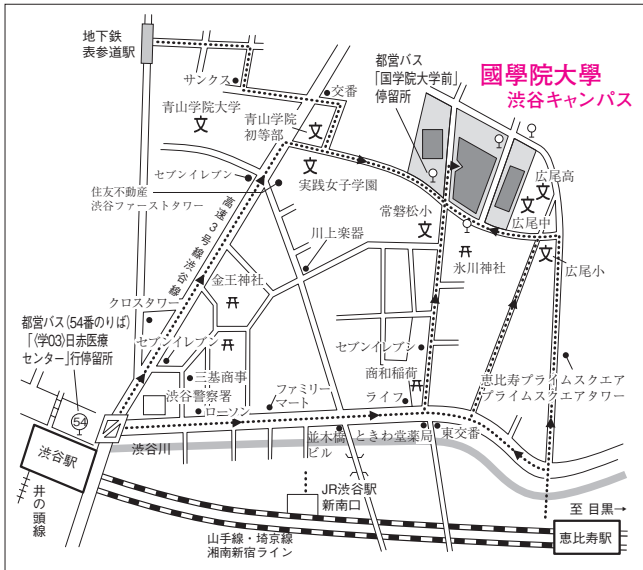 地下鉄
表参道駅
サンクス
交番
青山学院大学
青山学院
初等部
都営バス
「国学院大学前」
停留所
國學院大學
渋谷キャンパス
セブンイレブン
住友不動産
渋谷ファーストタワー
実践女子学園
広尾高
広尾中
常磐松小
広尾小
高速3号線渋谷線
川上楽器
氷川神社
金王神社
クロスタワー
都営バス(54番のりば)
「(学03)日赤医療
センター」行停留所
セブンイレブン
セブンイレブン
三基商事
商和稲荷
恵比寿プライムスクエア
プライムスクエアタワー
渋谷警察署
ファミリー
マート
ライフ
ローソン
54
渋谷川
並木橋
ビル
ときわ堂薬局
東交番
渋谷駅
井の頭線
JR渋谷駅
新南口
山手線・埼京線
湘南新宿ライン
至 目黒→
恵比寿駅